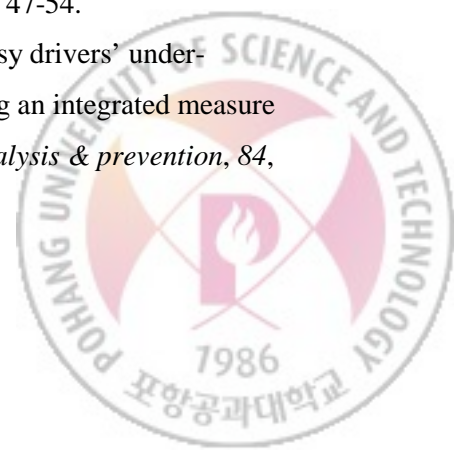 47-54.
sy drivers’ under-
g an integrated measure
alysis & prevention, 84,
POHANG UNIVERSITY OF SCIENCE AND TECHNOLOGY
P
1986
포항공과대학교